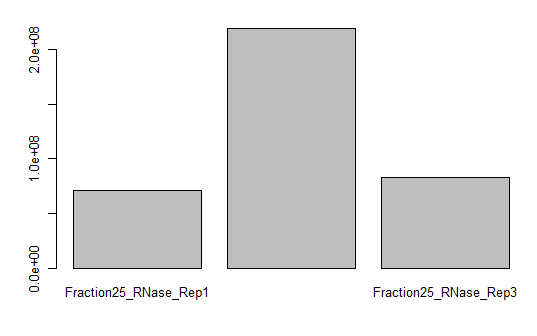 2.0e+08
1.0e+08
0.0e+00
Fraction25_RNase_Rep1
Fraction25_RNase_Rep3